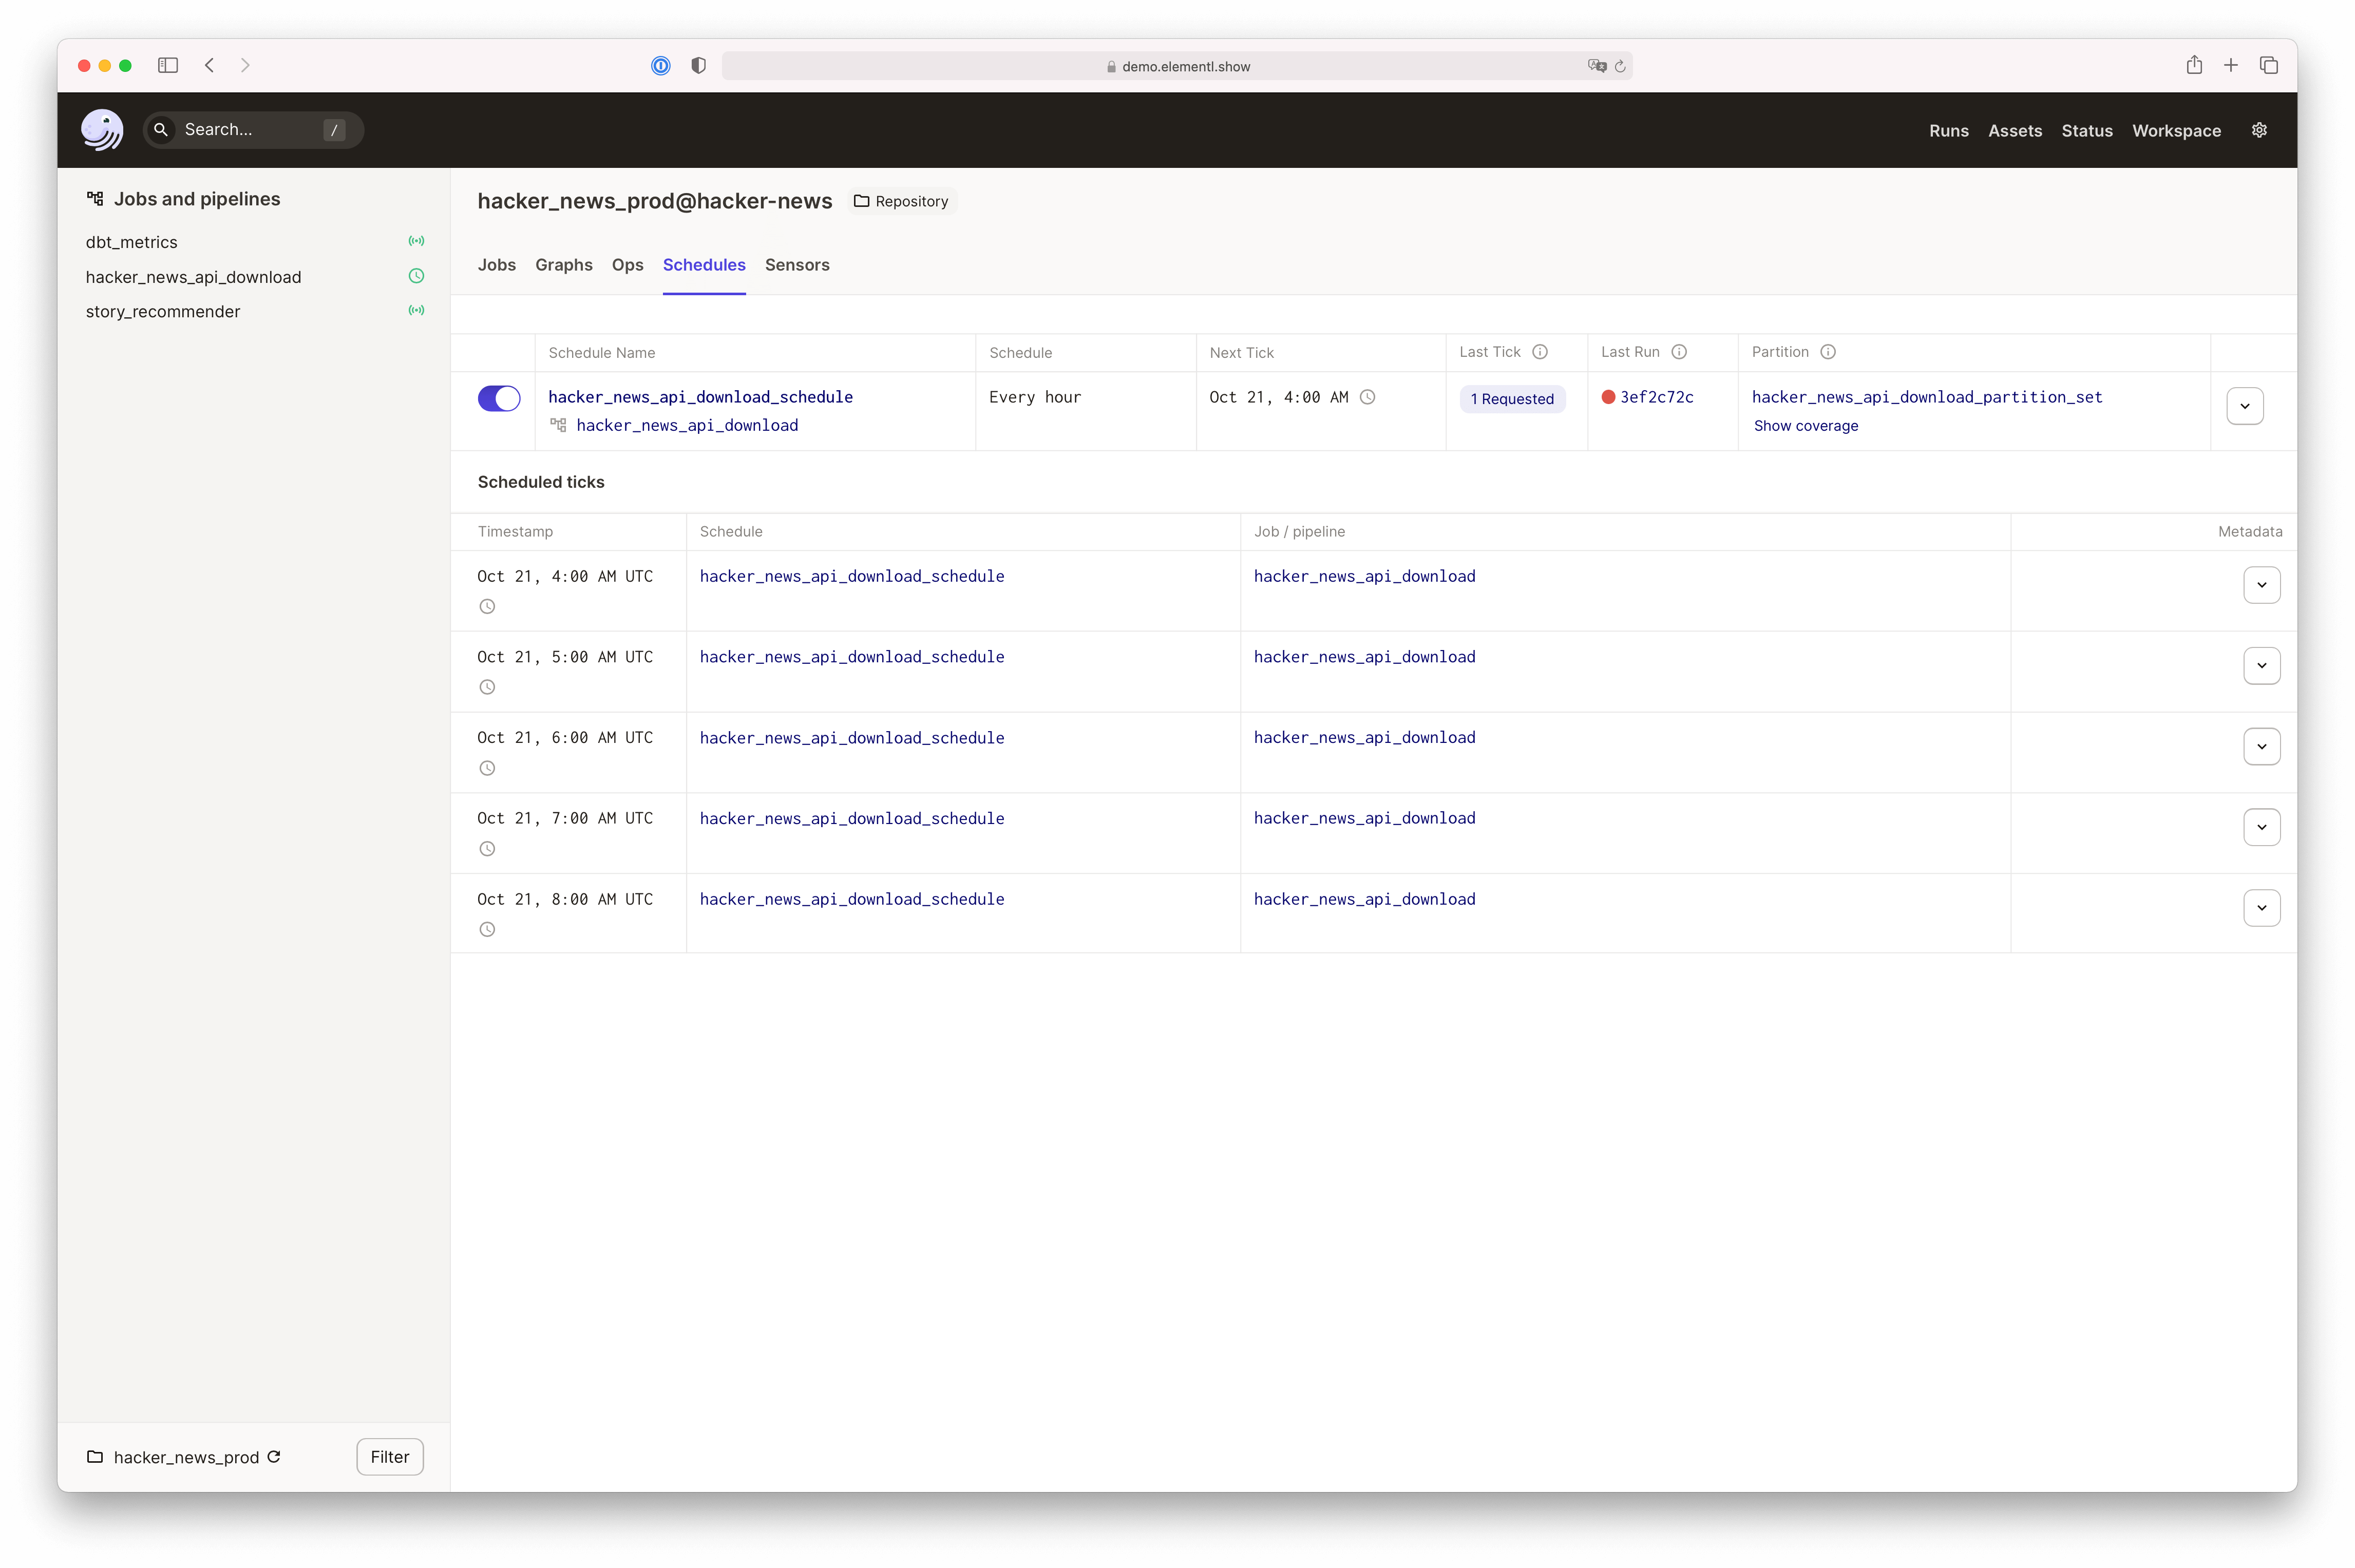 demo.elementl.show
Search... /
Runs Assets Status Workspace
Jobs and pipelines
dbt_metrics
hacker_news_api_download
story_recommender
hacker_news_prod@hacker-news Repository
Jobs Graphs Ops Schedules Sensors
Schedule Name Schedule Next Tick Last Tick Last Run Partition
hacker_news_api_download_schedule Every hour Oct 21, 4:00 AM 1 Requested 3ef2c72c hacker_news_api_download_partition_set
hacker_news_api_download Show coverage
Scheduled ticks
Timestamp Schedule Job / pipeline Metadata
Oct 21, 4:00 AM UTC hacker_news_api_download_schedule hacker_news_api_download
Oct 21, 5:00 AM UTC hacker_news_api_download_schedule hacker_news_api_download
Oct 21, 6:00 AM UTC hacker_news_api_download_schedule hacker_news_api_download
Oct 21, 7:00 AM UTC hacker_news_api_download_schedule hacker_news_api_download
Oct 21, 8:00 AM UTC hacker_news_api_download_schedule hacker_news_api_download
hacker_news_prod Filter